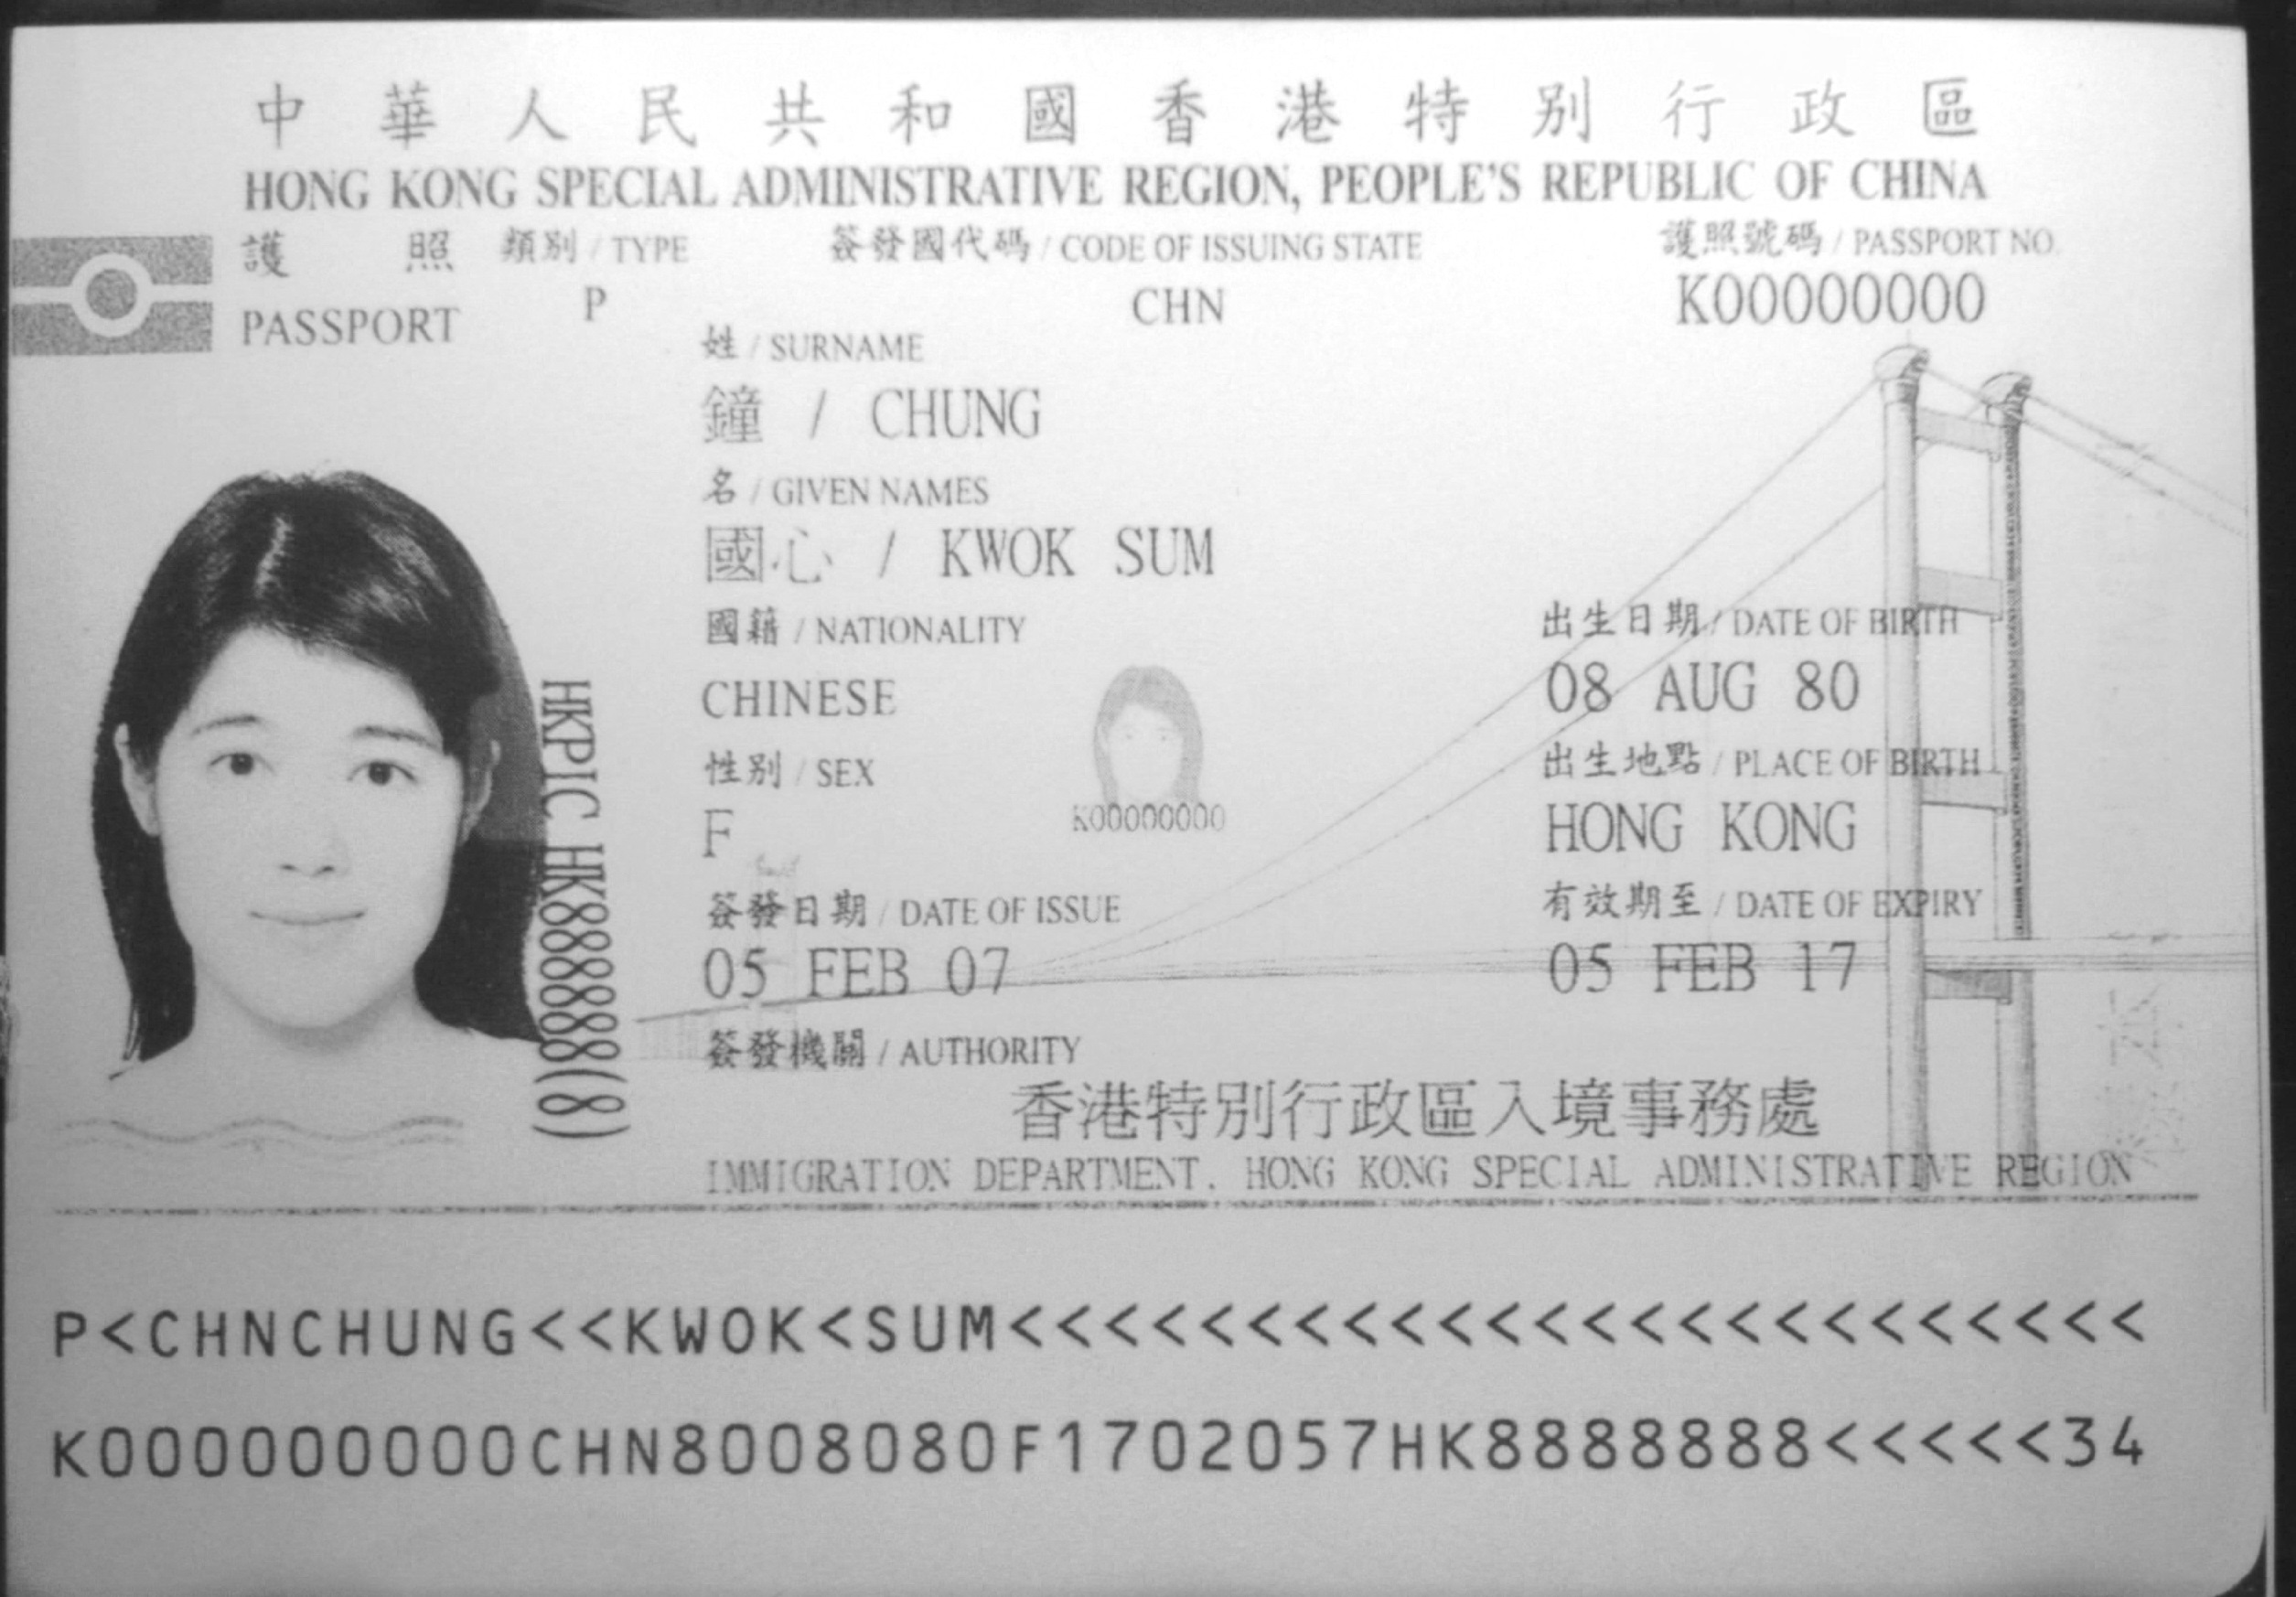 中華人民共和國香港特別行政區
HONG KONG SPECIAL ADMINISTRATIVE REGION, PEOPLE'S REPUBLIC OF CHINA
護照 類別 / TYPE 簽發國代碼 / CODE OF ISSUING STATE 護照號碼 / PASSPORT NO.
PASSPORT P CHN K00000000
姓 / SURNAME
鐘 / CHUNG
名 / GIVEN NAMES
國心 / KWOK SUM
國籍 / NATIONALITY 出生日期 / DATE OF BIRTH
CHINESE 08 AUG 80
性別 / SEX 出生地點 / PLACE OF BIRTH
F K00000000 HONG KONG
簽發日期 / DATE OF ISSUE 有效期至 / DATE OF EXPIRY
05 FEB 07 05 FEB 17
簽發機關 / AUTHORITY
香港特別行政區入境事務處
IMMIGRATION DEPARTMENT, HONG KONG SPECIAL ADMINISTRATIVE REGION
HKPIC HK8888888(8)
P<CHNCHUNG<<KWOK<SUM<<<<<<<<<<<<<<<<<<<<<<<<
K000000000CHN8008080F1702057HK8888888<<<<<34